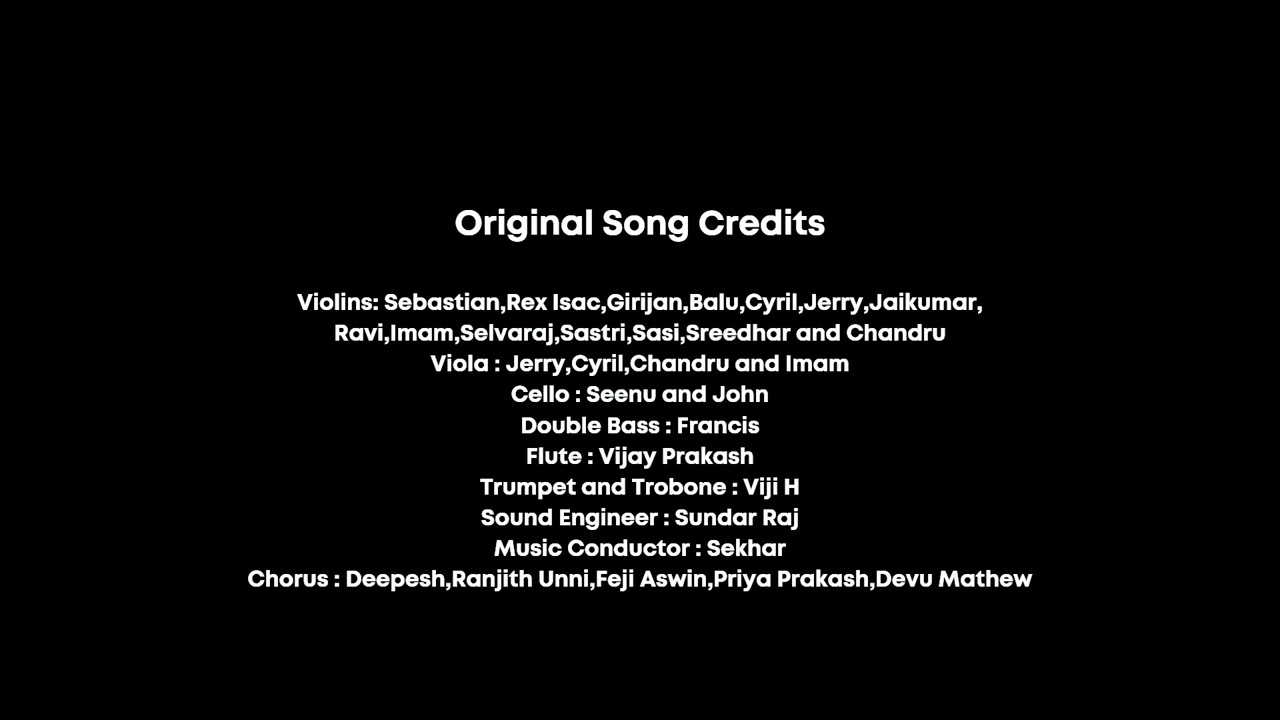 Original Song Credits
Violins: Sebastian,Rex Isac,Girijan,Balu,Cyril,Jerry,Jaikumar,
Ravi,Imam,Selvaraj,Sastri,Sasi,Sreedhar and Chandru
Viola : Jerry,Cyril,Chandru and Imam
Cello : Seenu and John
Double Bass : Francis
Flute : Vijay Prakash
Trumpet and Trobone : Viji H
Sound Engineer : Sundar Raj
Music Conductor : Sekhar
Chorus : Deepesh,Ranjith Unni,Feji Aswin,Priya Prakash,Devu Mathew